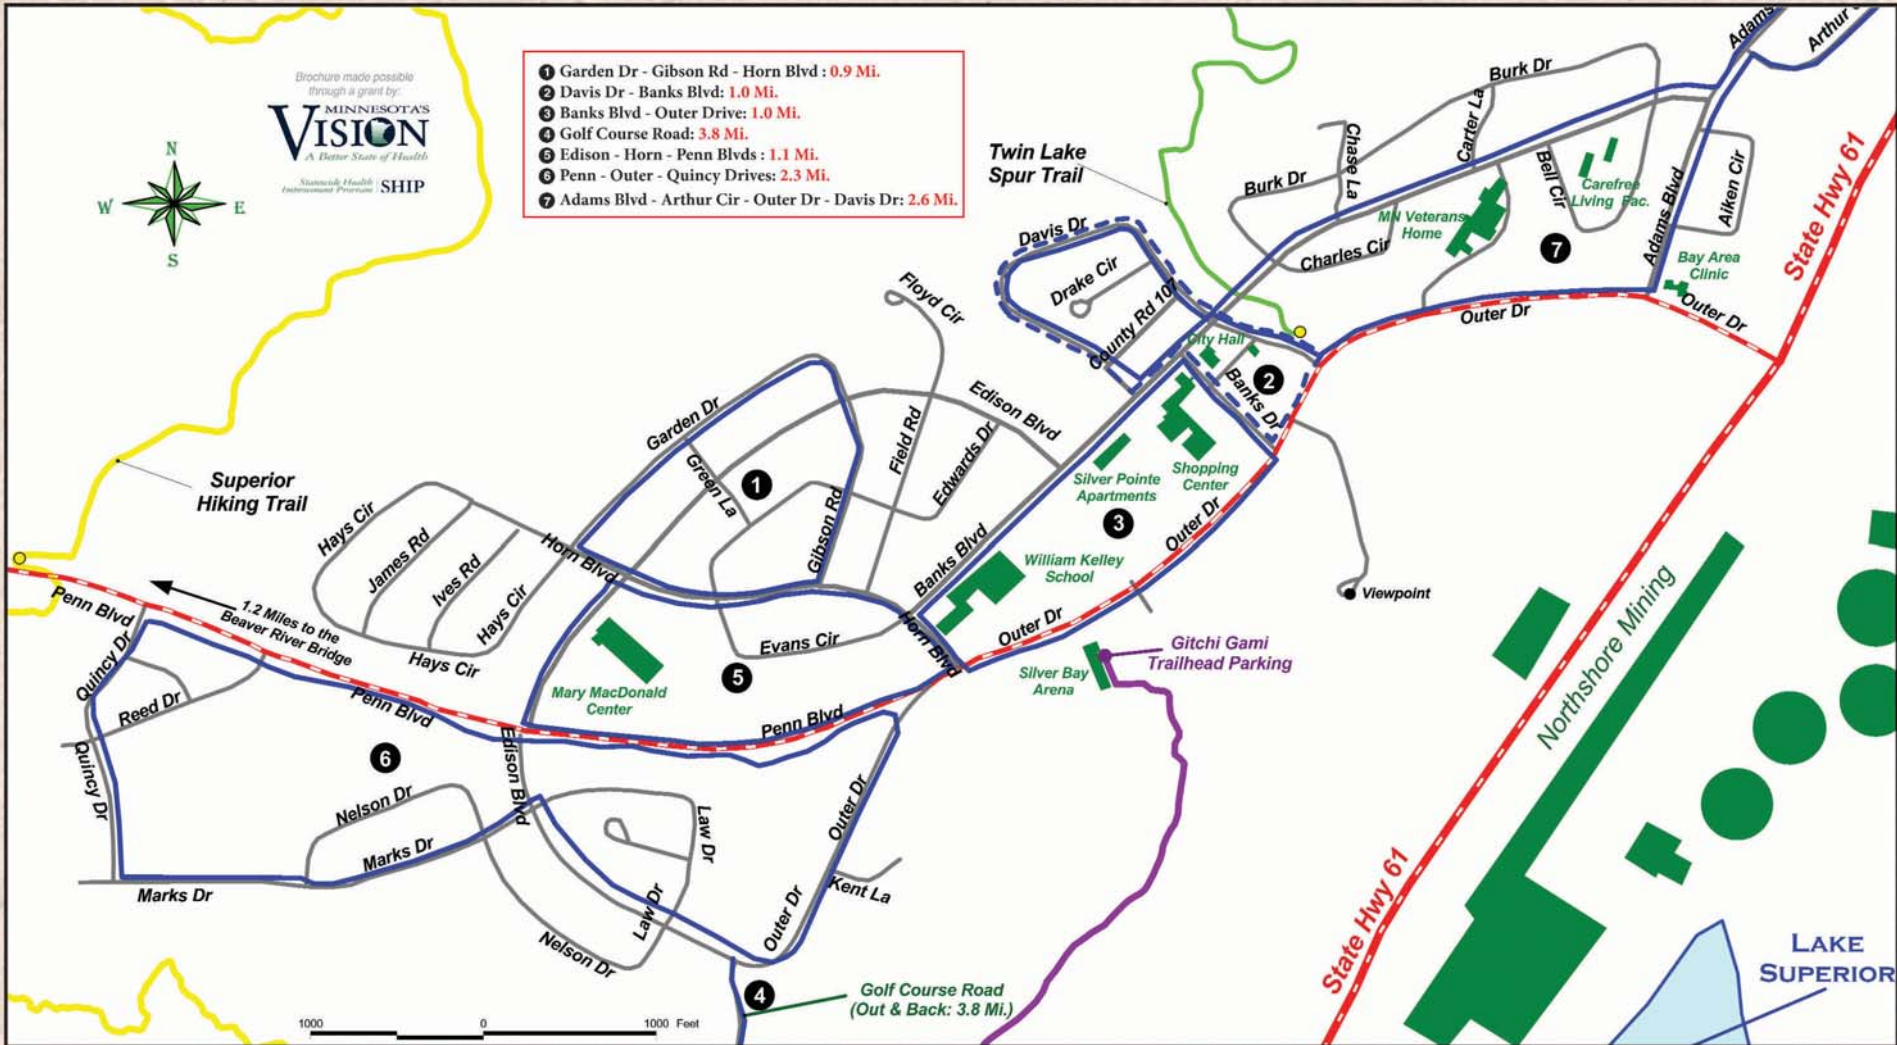 Brochure made possible
through a grant by:
MINNESOTA'S
VISION
A Better State of Health
Statewide Health
Improvement Program
SHIP
N
W E
S
1 Garden Dr - Gibson Rd - Horn Blvd : 0.9 Mi.
2 Davis Dr - Banks Blvd: 1.0 Mi.
3 Banks Blvd - Outer Drive: 1.0 Mi.
4 Golf Course Road: 3.8 Mi.
5 Edison - Horn - Penn Blvds : 1.1 Mi.
6 Penn - Outer - Quincy Drives: 2.3 Mi.
7 Adams Blvd - Arthur Cir - Outer Dr - Davis Dr: 2.6 Mi.
Adams
Arthur
Burk Dr
Carter La
Chase La
Twin Lake
Spur Trail
Burk Dr
Bell Cir
Carefree
Living Fac.
Aiken Cir
State Hwy 61
Adams Blvd
MN Veterans
Home
7
Charles Cir
Bay Area
Clinic
Outer Dr
Outer Dr
Davis Dr
Drake Cir
County Rd 107
City Hall
2
Banks Dr
Floyd Cir
Edison Blvd
Field Rd
Edwards Dr
Garden Dr
Green La
1
Gibson Rd
Silver Pointe
Apartments
Shopping
Center
3
Outer Dr
Superior
Hiking Trail
Hays Cir
James Rd
Ives Rd
Hays Cir
Hays Cir
Horn Blvd
Banks Blvd
William Kelley
School
Viewpoint
Penn Blvd
1.2 Miles to the
Beaver River Bridge
Evans Cir
Horn Blvd
Outer Dr
Gitchi Gami
Trailhead Parking
Silver Bay
Arena
Northshore Mining
Quincy Dr
Reed Dr
Penn Blvd
Mary MacDonald
Center
5
Penn Blvd
Quincy Dr
6
Edison Blvd
Nelson Dr
Marks Dr
Marks Dr
Law Dr
Outer Dr
Kent La
Law Dr
Outer Dr
Nelson Dr
State Hwy 61
LAKE
SUPERIOR
4
Golf Course Road
(Out & Back: 3.8 Mi.)
1000 0 1000 Feet